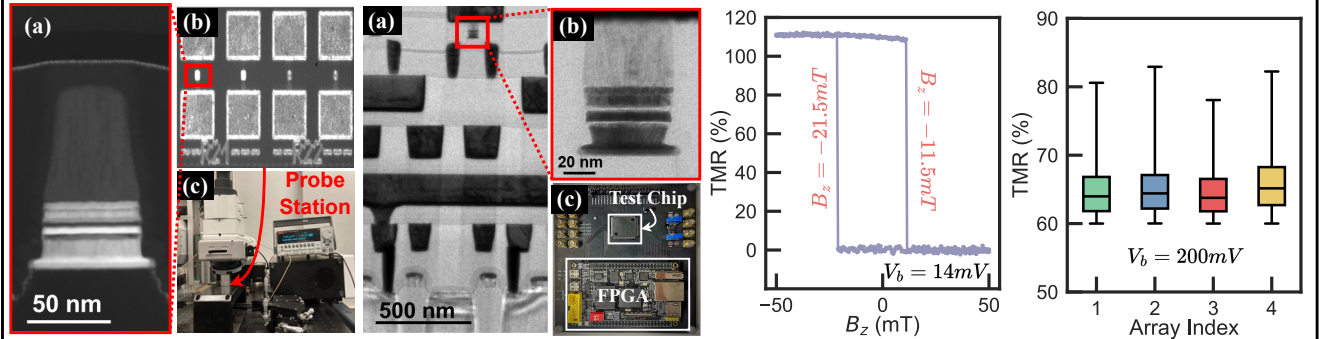 (a)
50 nm
(b)
(c)
Probe
Station
(a)
500 nm
(b)
20 nm
(c)
Test Chip
FPGA
TMR (%)
120
110
100
80
60
40
20
0
B_z = −21.5mT
B_z = −11.5mT
V_b = 14mV
−50
0
50
B_z (mT)
TMR (%)
90
80
70
60
50
V_b = 200mV
1
2
3
4
Array Index